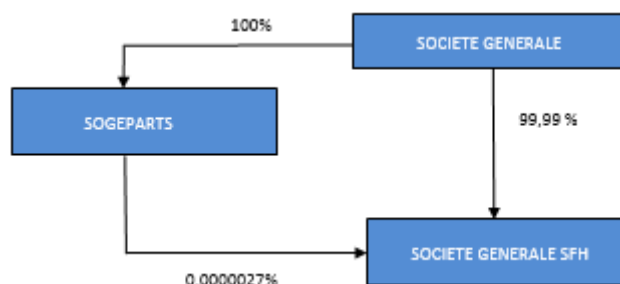 100%
SOCIETE GENERALE
SOGEPARTS
99,99 %
SOCIETE GENERALE SFH
0,0000027%